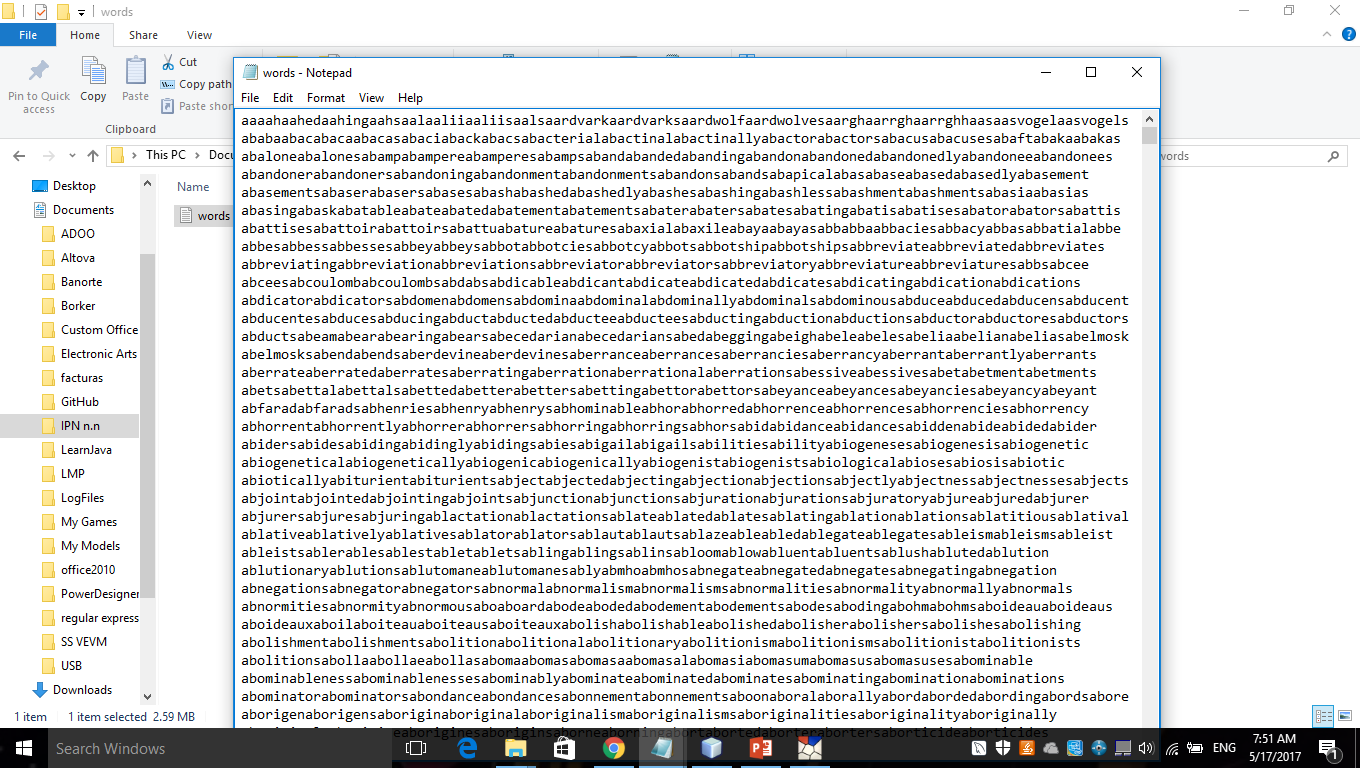 words
File Home Share View
Pin to Quick access
Copy
Paste
Cut
Copy path
Paste shor
Clipboard
This PC
Docu
words
Desktop
Documents
ADOO
Altova
Banorte
Borker
Custom Office
Electronic Arts
facturas
GitHub
IPN n.n
LearnJava
LMP
LogFiles
My Games
My Models
office2010
PowerDesigner
regular express
SS VEVM
USB
Downloads
Name
words
1 item 1 item selected 2.59 MB
words - Notepad
File Edit Format View Help
aaaahaahedaahingaahsaalaaliiaaliisaalsaardvarkaardvarksaardwolfaardwolvesaarghaarrghaarrghhaasaasvogelaasvogels
ababaabacabacaabacasabaciabackabacsabacterialabactinalabactinallyabactorabactorsabacusabacusesabaftabakaabakas
abaloneabalonesabampabampereabamperesabampsabandabandedabandingabandonabandonedabandonedlyabandoneeabandonees
abandonerabandonersabandoningabandonmentabandonmentsabandonsabandsabapicalabasabaseabasedabasedlyabasement
abasementsabaserabasersabasesabashabashedabashedlyabashesabashingabashlessabashmentabashmentsabasiaabasias
abasingabaskabatableabateabatedabatementabatementsabaterabatersabatesabatingabatisabatisesabatorabatorsabattis
abattisesabattoirabattoirsabattuabatureabaturesabaxialabaxileabayaabayasabbabbaabbaciesabbacyabbasabbatialabbe
abbesabbessabbessesabbeyabbeysabbotabbotciesabbotcyabbotsabbotshipabbotshipsabbreviateabbreviatedabbreviates
abbreviatingabbreviationabbreviationsabbreviatorabbreviatorsabbreviatoryabbreviatureabbreviaturesabbsabcee
abceesabcoulombabcoulombsabdabsabdicableabdicantabdicateabdicatedabdicatesabdicatingabdicationabdications
abdicatorabdicatorsabdomenabdomensabdominaabdominalabdominallyabdominalsabdominousabduceabducedabducensabducent
abducentesabducesabducingabductabductedabducteeabducteesabductingabductionabductionsabductorabductoresabductors
abductsabeamabearabearingabearsabecedarianabecedariansabedabeggingabeighabeleabelesabeliaabelianabeliasabelmosk
abelmosksabendabendsaberdevineaberdevinesaberranceaberrancesaberranciesaberrancyaberrantaberrantlyaberrants
aberrateaberratedaberratesaberratingaberrationaberrationalaberrationsabessiveabessivesabetabetmentabetments
abetsabettalabettalsabettedabetterabettersabettingabettorabettorsabeyanceabeyancesabeyanciesabeyancyabeyant
abfaradabfaradsabhenriesabhenryabhenrysabhominableabhorabhorredabhorrenceabhorrencesabhorrenciesabhorrency
abhorrentabhorrentlyabhorrerabhorrersabhorringabhorringsabhorsabidabidanceabidancesabiddenabideabidedabider
abidersabidesabidingabidinglyabidingsabiesabigailabigailsabilitiesabilityabiogenesesabiogenesisabiogenetic
abiogeneticalabiogeneticallyabiogenicabiogenicallyabiogenistabiogenistsabiologicalabiosesabiosisabiotic
abioticallyabiturientabiturientsabjectabjectedabjectingabjectionabjectionsabjectlyabjectnessabjectnessesabjects
abjointabjointedabjointingabjointsabjunctionabjunctionsabjurationabjurationsabjuratoryabjureabjuredabjurer
abjurersabjuresabjuringablactationablactationsablateablatedablatesablatingablationablationsablatitiousablatival
ablativeablativelyablativesablatorablatorsablautablautsablazeableabledablegateablegatesableismableismsableist
ableistsablerablesablestabletabletsablingablingsablinsabloomablowabluentabluentsablushablutedablution
ablutionaryablutionsablutomaneablutomanesablyabmhoabmhosabnegateabnegatedabnegatesabnegatingabnegation
abnegationsabnegatorabnegatorsabnormalabnormalismabnormalismsabnormalitiesabnormalityabnormallyabnormals
abnormitiesabnormityabnormousaboaboardabodeabodedabodementabodementsabodesabodingabohmabohmsaboideauaboideaus
aboideauxaboilaboiteauaboiteausaboiteauxabolishabolishableabolishedabolisherabolishersabolishesabolishing
abolishmentabolishmentsabolitionabolitionalabolitionaryabolitionismabolitionismsabolitionistabolitionists
abolitionsabollaabollaeabollasabomaabomasabomasaabomasalabomasiabomasumabomasusabomasusesabominable
abominablenessabominablenessesabominablyabominateabominatedabominatesabominatingabominationabominations
abominatorabominatorsabondanceabondancesabonnementabonnementsaboonaboralaborallyabordabordedabordingabordsabore
aborigenaborigensaboriginaboriginalaboriginalismaboriginalismsaboriginalitiesaboriginalityaboriginally
Search Windows
ENG
7:51 AM
5/17/2017
1